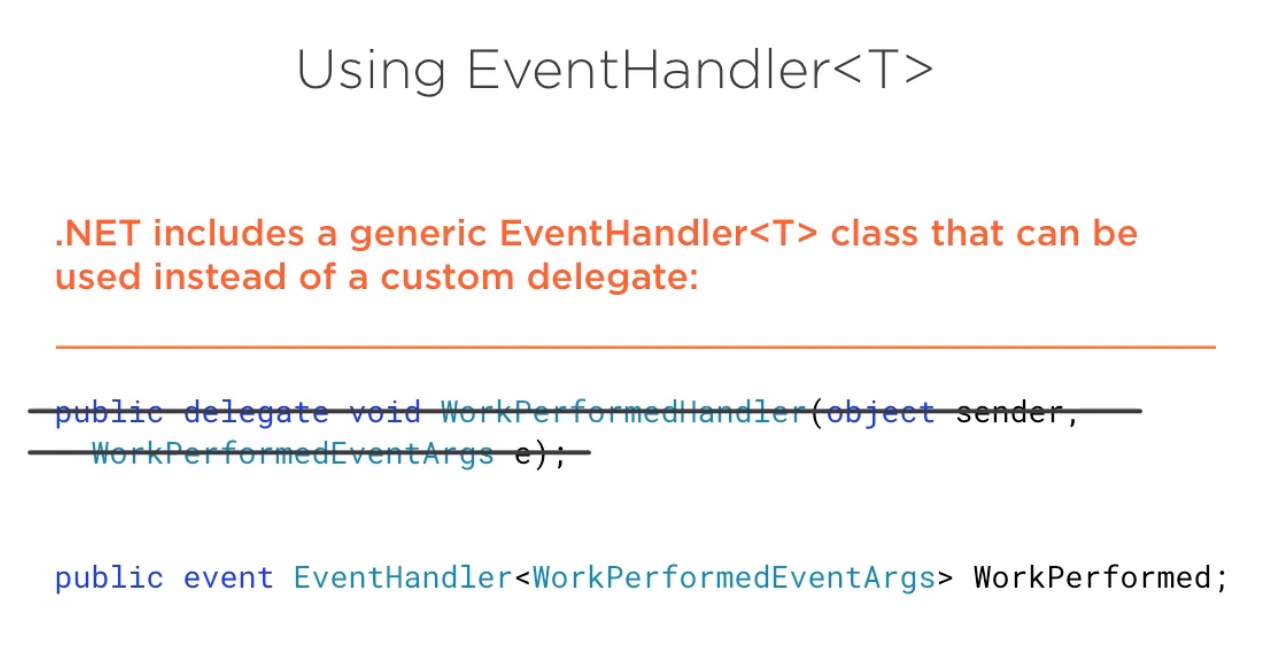 Using EventHandler<T>
.NET includes a generic EventHandler<T> class that can be
used instead of a custom delegate:
public delegate void WorkPerformedHandler(object sender,
WorkPerformedEventArgs e);
public event EventHandler<WorkPerformedEventArgs> WorkPerformed;